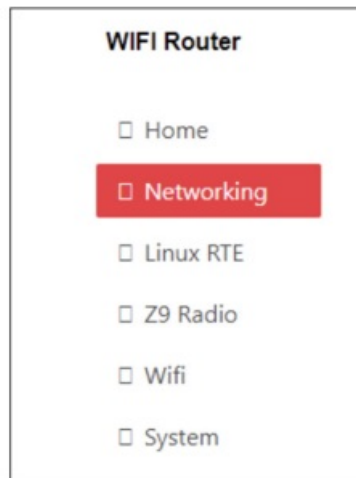 WIFI Router
Home
Networking
Linux RTE
Z9 Radio
Wifi
System